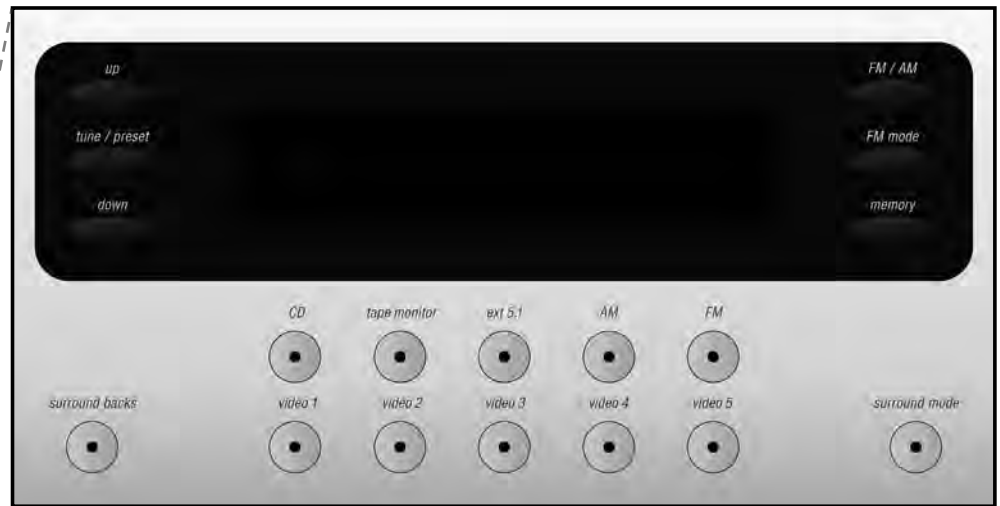 up
FM / AM
tune / preset
FM mode
down
memory
CD
tape monitor
ext 5.1
AM
FM
surround backs
video 1
video 2
video 3
video 4
video 5
surround mode